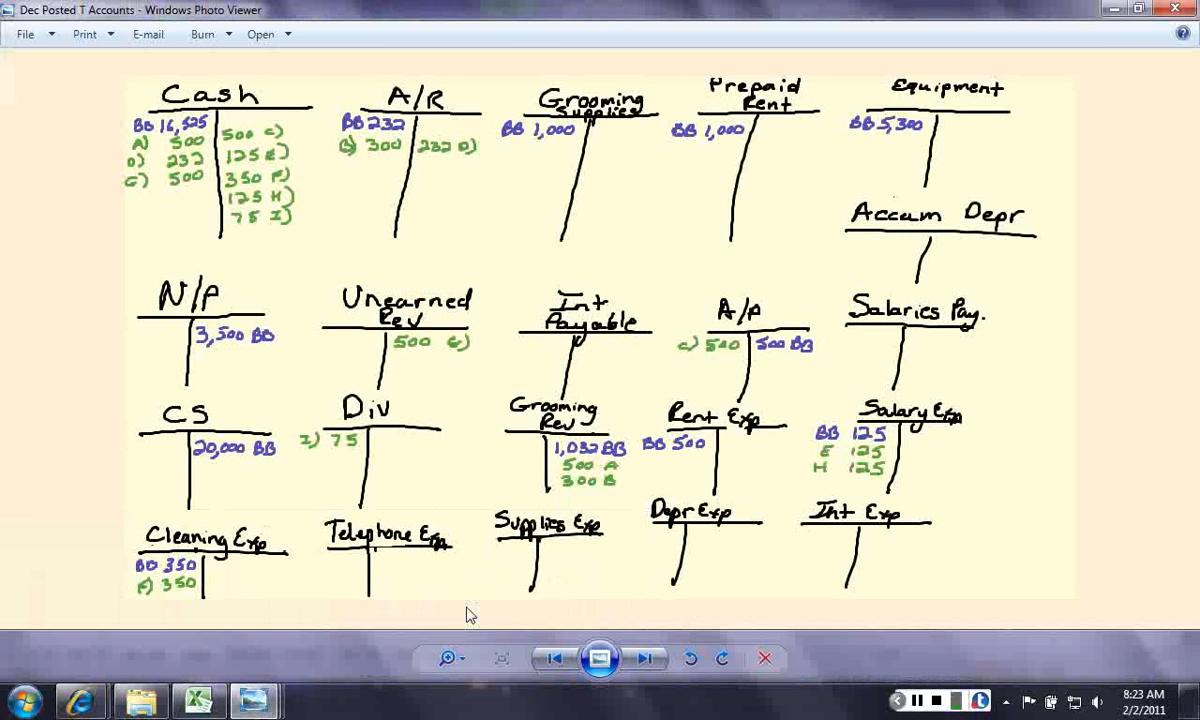 Dec Posted T Accounts - Windows Photo Viewer
File Print Burn E-mail Open
Cash
BB 16,525
A) 500
D) 232
G) 500
500 C)
125 E)
350 F)
125 H)
75 I)
A/R
BB 232
B) 300
232 D)
Grooming
Supplies
BB 1,000
Prepaid
Rent
BB 1,000
Equipment
BB 5,300
Accum Depr
N/P
3,500 BB
Unearned
Rev
500 G)
Int
Payable
A/P
C) 500
500 BB
Salaries Pay.
CS
20,000 BB
Div
I) 75
Grooming
Rev
1,032 BB
500 A
300 B
Rent Exp
BB 500
Salary Exp
BB 125
E 125
H 125
Cleaning Exp
BB 350
F) 350
Telephone Exp
Supplies Exp
Depr Exp
Int Exp
8:23 AM
2/2/2011